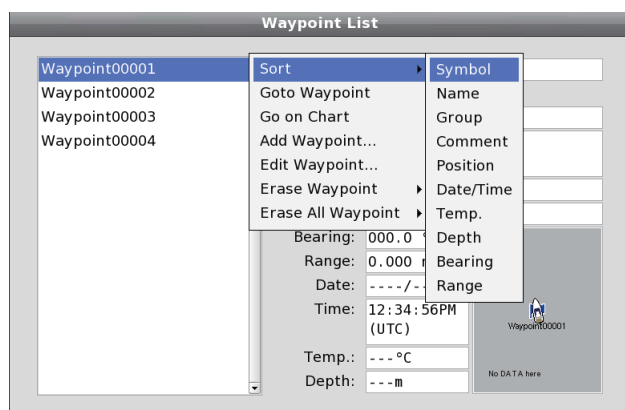 Waypoint List
Waypoint00001
Waypoint00002
Waypoint00003
Waypoint00004
Sort
Goto Waypoint
Go on Chart
Add Waypoint...
Edit Waypoint...
Erase Waypoint
Erase All Waypoint
Symbol
Name
Group
Comment
Position
Date/Time
Temp.
Depth
Bearing
Range
Bearing: 000.0 °
Range: 0.000
Date: ----/-
Time: 12:34:56PM
(UTC)
Temp.: ---°C
Depth: ---m
Waypoint00001
No DATA here